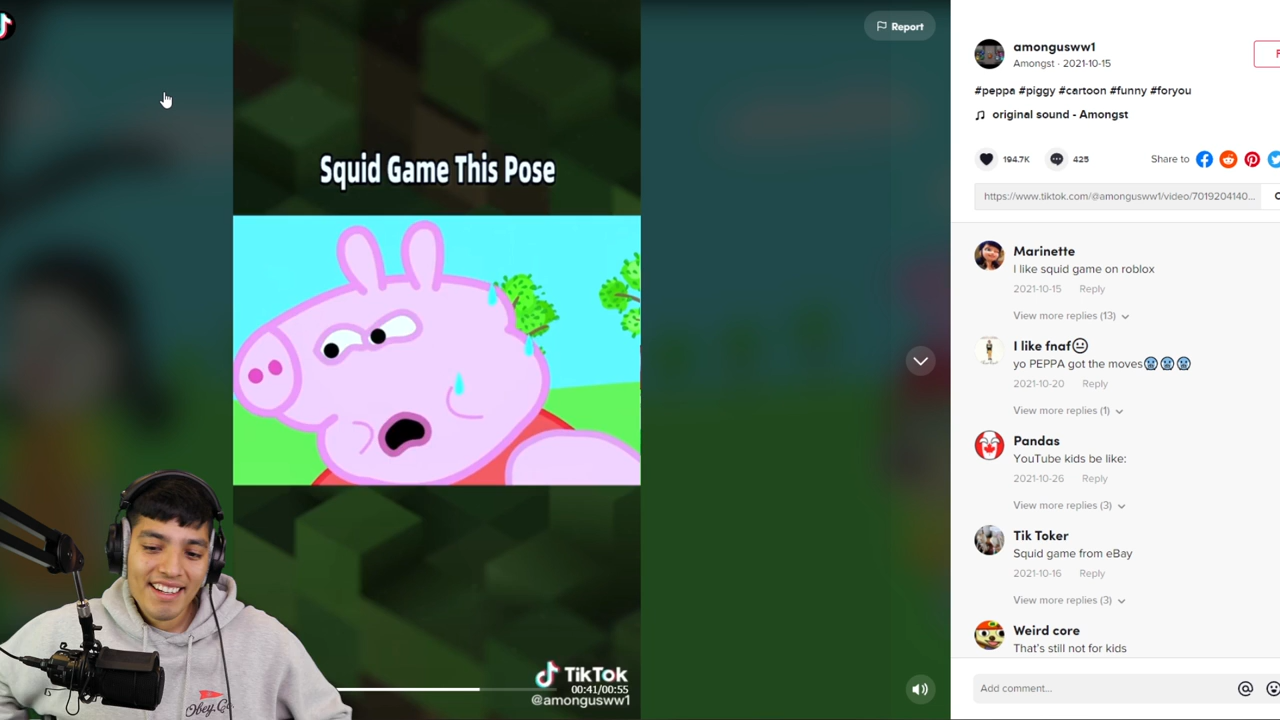 Report
Squid Game This Pose
TikTok
00:41/00:55
@amongusww1
Obey.
amongusww1
Amongst · 2021-10-15
#peppa #piggy #cartoon #funny #foryou
original sound - Amongst
194.7K
425
Share to
https://www.tiktok.com/@amongusww1/video/7019204140...
Marinette
I like squid game on roblox
2021-10-15 Reply
View more replies (13)
I like fnaf😐
yo PEPPA got the moves🥶🥶🥶
2021-10-20 Reply
View more replies (1)
Pandas
YouTube kids be like:
2021-10-26 Reply
View more replies (3)
Tik Toker
Squid game from eBay
2021-10-16 Reply
View more replies (3)
Weird core
That's still not for kids
Add comment...